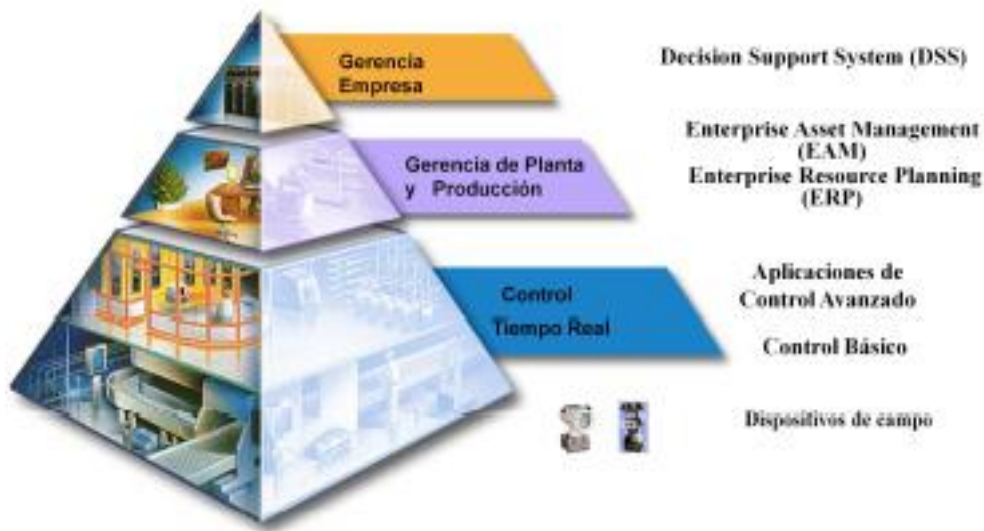 Gerencia
Empresa
Decision Support System (DSS)
Gerencia de Planta
y Producción
Enterprise Asset Management
(EAM)
Enterprise Resource Planning
(ERP)
Control
Tiempo Real
Aplicaciones de
Control Avanzado
Control Básico
Dispositivos de campo